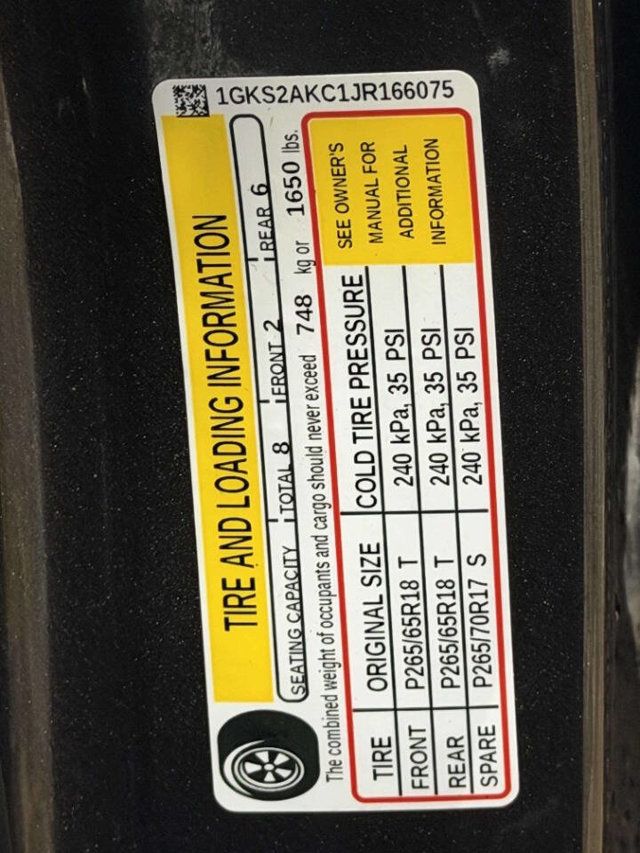 1GKS2AKC1JR166075
TIRE AND LOADING INFORMATION
SEATING CAPACITY TOTAL 8 FRONT 2 REAR 6
The combined weight of occupants and cargo should never exceed 748 kg or 1650 lbs.
TIRE ORIGINAL SIZE COLD TIRE PRESSURE
FRONT P265/65R18 T 240 kPa, 35 PSI
REAR P265/65R18 T 240 kPa, 35 PSI
SPARE P265/70R17 S 240 kPa, 35 PSI
SEE OWNER'S
MANUAL FOR
ADDITIONAL
INFORMATION